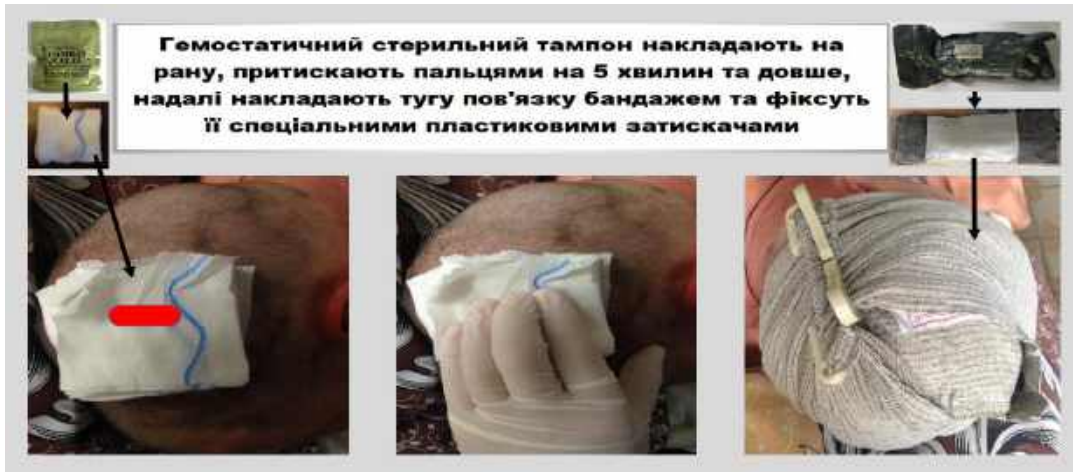 Гемостатичний стерильний тампон накладають на
рану, притискають пальцями на 5 хвилин та довше,
надалі накладають тугу пов'язку бандажем та фіксуть
її спеціальними пластиковими затискачами